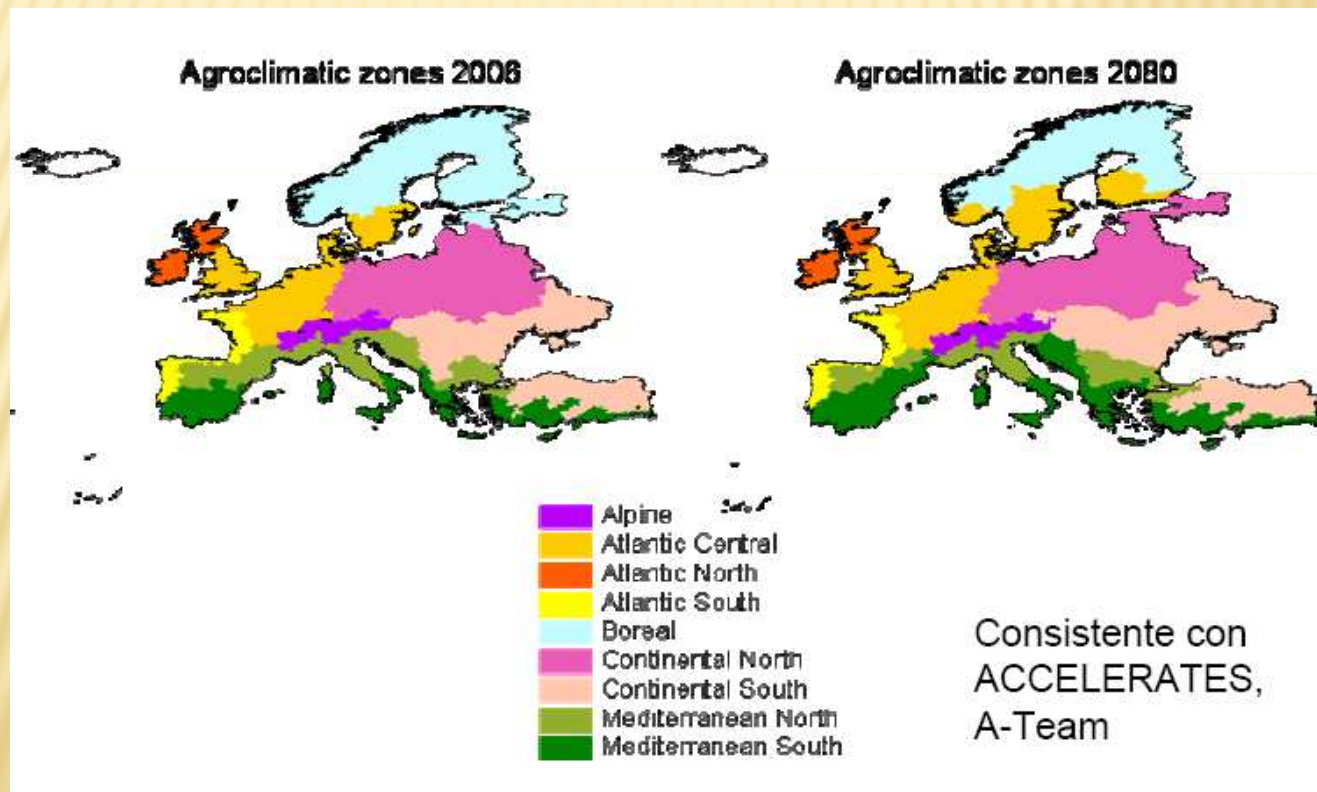 Agroclimatic zones 2006
Agroclimatic zones 2080
Alpine
Atlantic Central
Atlantic North
Atlantic South
Boreal
Continental North
Continental South
Mediterranean North
Mediterranean South
Consistente con
ACCELERATES,
A-Team